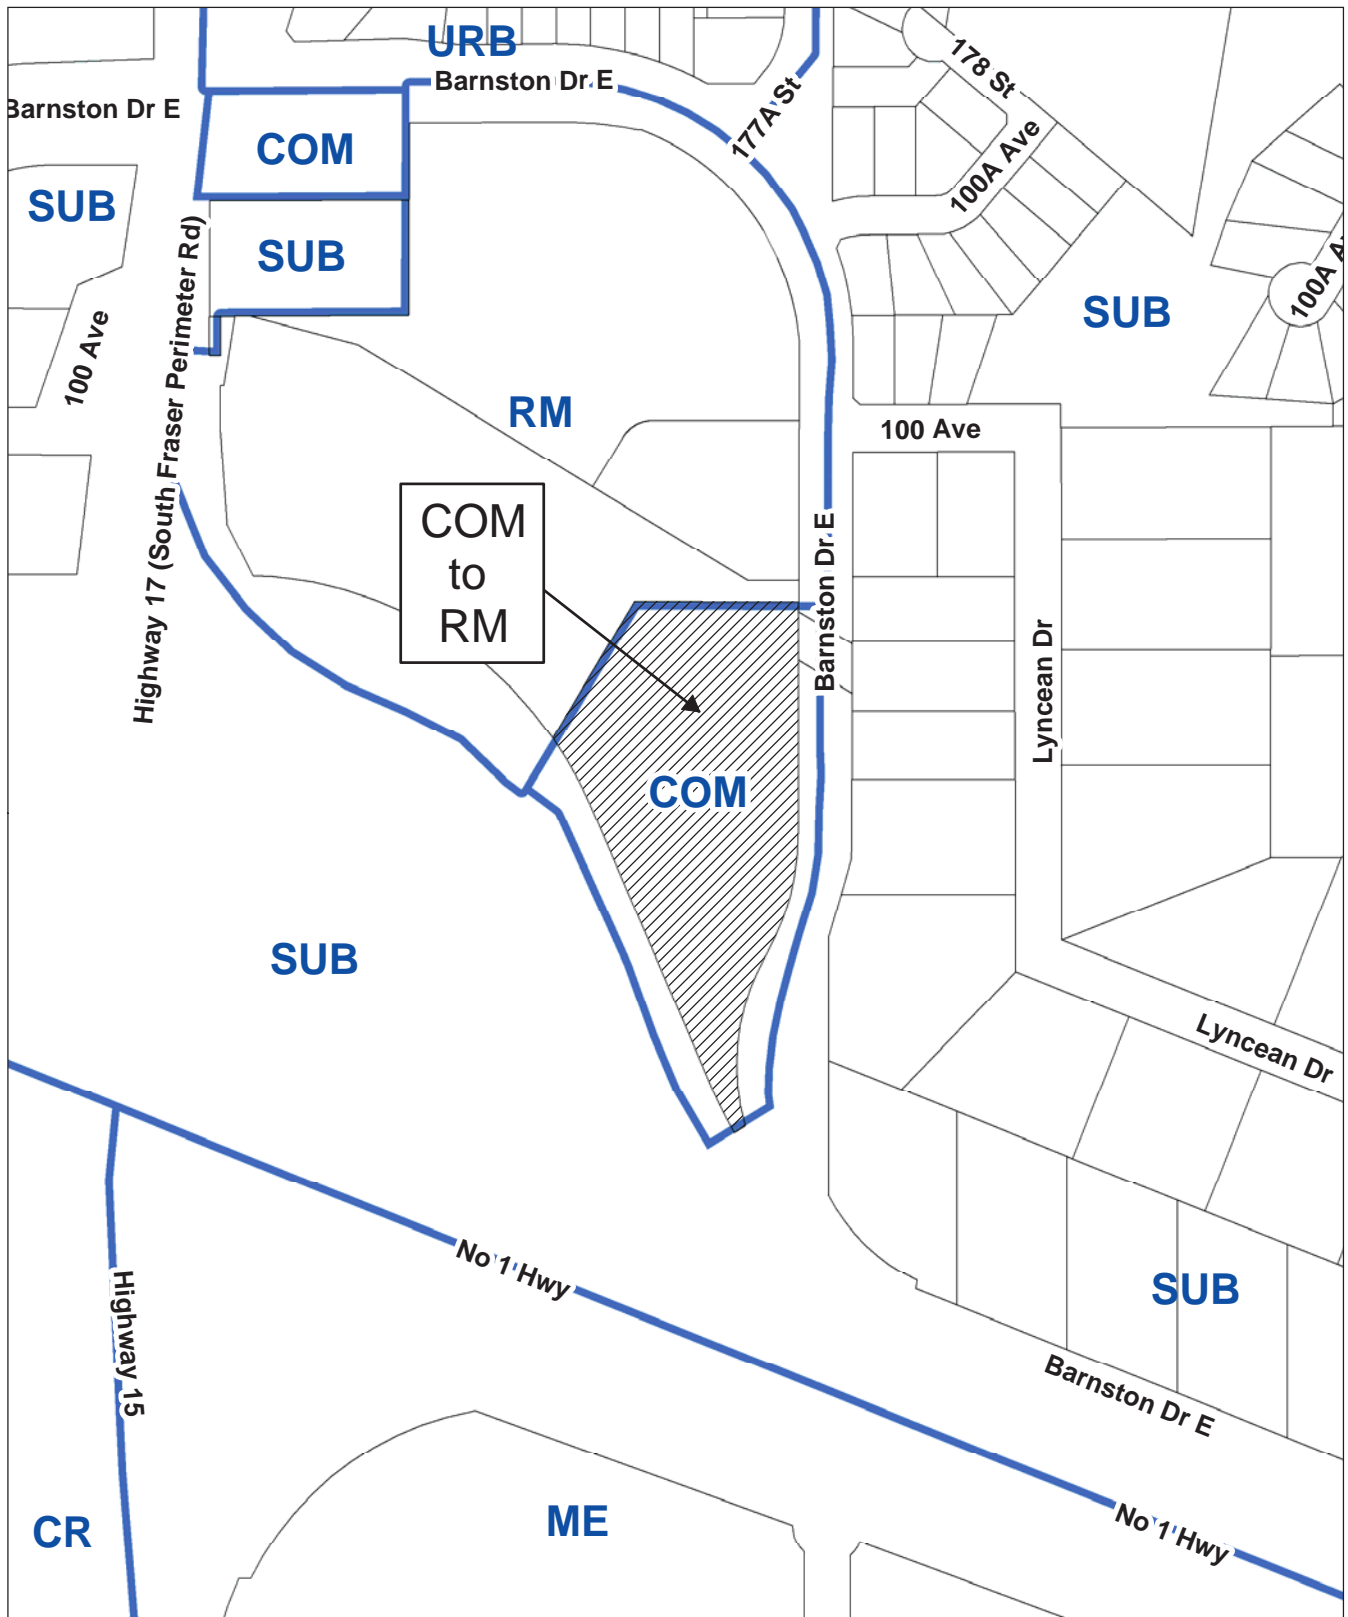 URB
Barnston Dr E
178 St
Barnston Dr E
177A St
COM
100A Ave
SUB
SUB
100A A
SUB
100 Ave
Highway 17 (South Fraser Perimeter Rd)
RM
100 Ave
COM
to
RM
Barnston Dr E
Lyncean Dr
COM
SUB
Lyncean Dr
No 1 Hwy
SUB
Highway 15
Barnston Dr E
CR
ME
No 1 Hwy